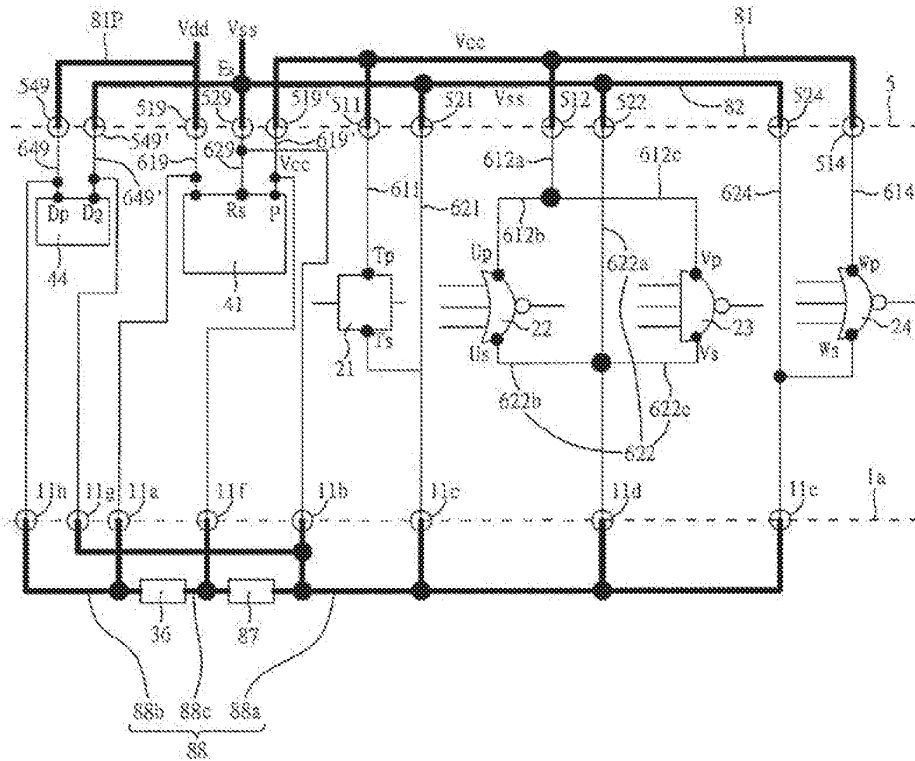 81P Vdd Vss Vcc 81
Es
549 519 529 519' 511 521 Vss 512 522 82 524 5
549' 514
649 619 629 619' 612a 612c
649' Vcc 611 621 624 614
Dp Dg Rs P 612b
44 41 Tp Up 622a Vp Wp
22 23 24
21 Ts Us Vs Ws
622b 622c
622
11h 11g 11a 11f 11b 11c 11d 11e 1a
36 87
88b 88c 88a
88